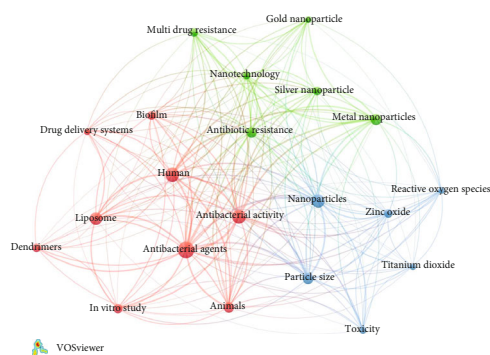 Gold nanoparticle
Multi drug resistance
Nanotechnology
Silver nanoparticle
Biofilm
Metal nanoparticles
Drug delivery systems
Antibiotic resistance
Human
Reactive oxygen species
Nanoparticles
Zinc oxide
Liposome
Antibacterial activity
Dendrimers
Antibacterial agents
Titanium dioxide
Particle size
In vitro study
Animals
Toxicity
VOSviewer